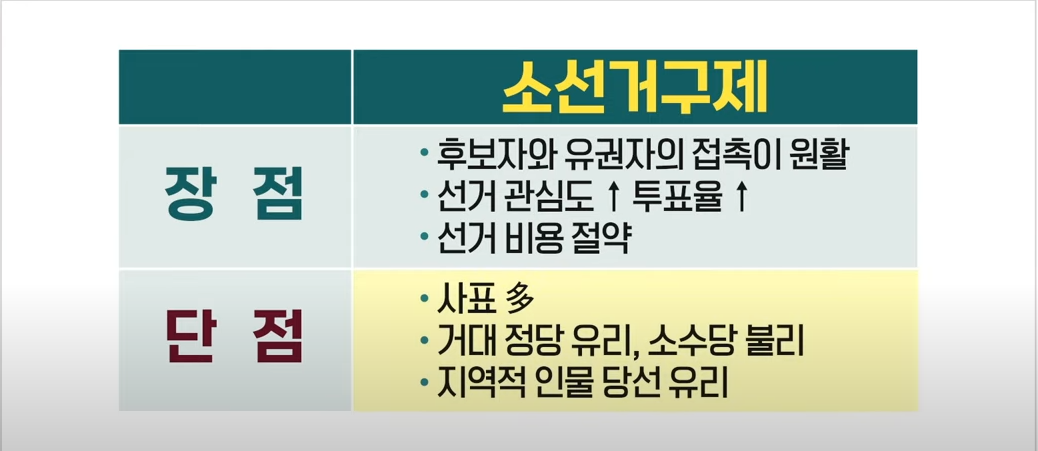 소선거구제
장 점
• 후보자와 유권자의 접촉이 원활
• 선거 관심도 ↑ 투표율 ↑
• 선거 비용 절약
단 점
• 사표 多
• 거대 정당 유리, 소수당 불리
• 지역적 인물 당선 유리